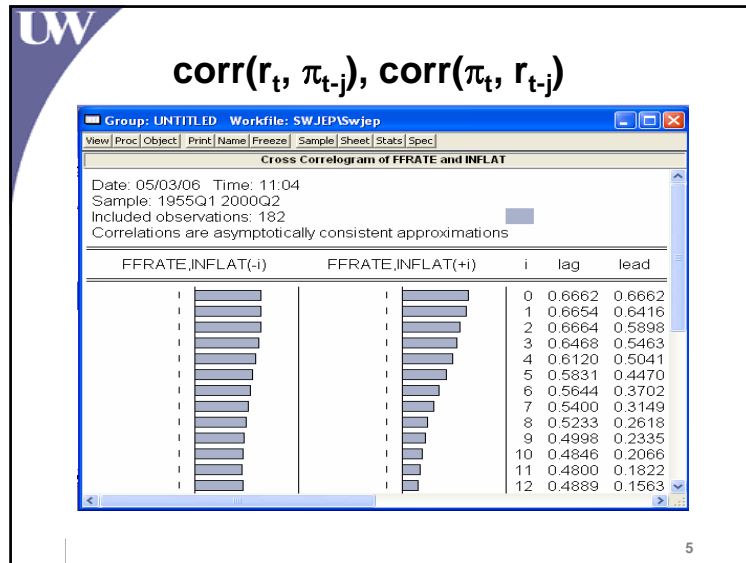 UW
corr(rt, πt-j), corr(πt, rt-j)
Group: UNTITLED Workfile: SWJEP\Swjep
View Proc Object Print Name Freeze Sample Sheet Stats Spec
Cross Correlogram of FFRATE and INFLAT
Date: 05/03/06 Time: 11:04
Sample: 1955Q1 2000Q2
Included observations: 182
Correlations are asymptotically consistent approximations
FFRATE,INFLAT(-i) FFRATE,INFLAT(+i) i lag lead
0 0.6662 0.6662
1 0.6654 0.6416
2 0.6664 0.5898
3 0.6468 0.5463
4 0.6120 0.5041
5 0.5831 0.4470
6 0.5644 0.3702
7 0.5400 0.3149
8 0.5233 0.2618
9 0.4998 0.2335
10 0.4846 0.2066
11 0.4800 0.1822
12 0.4889 0.1563
5